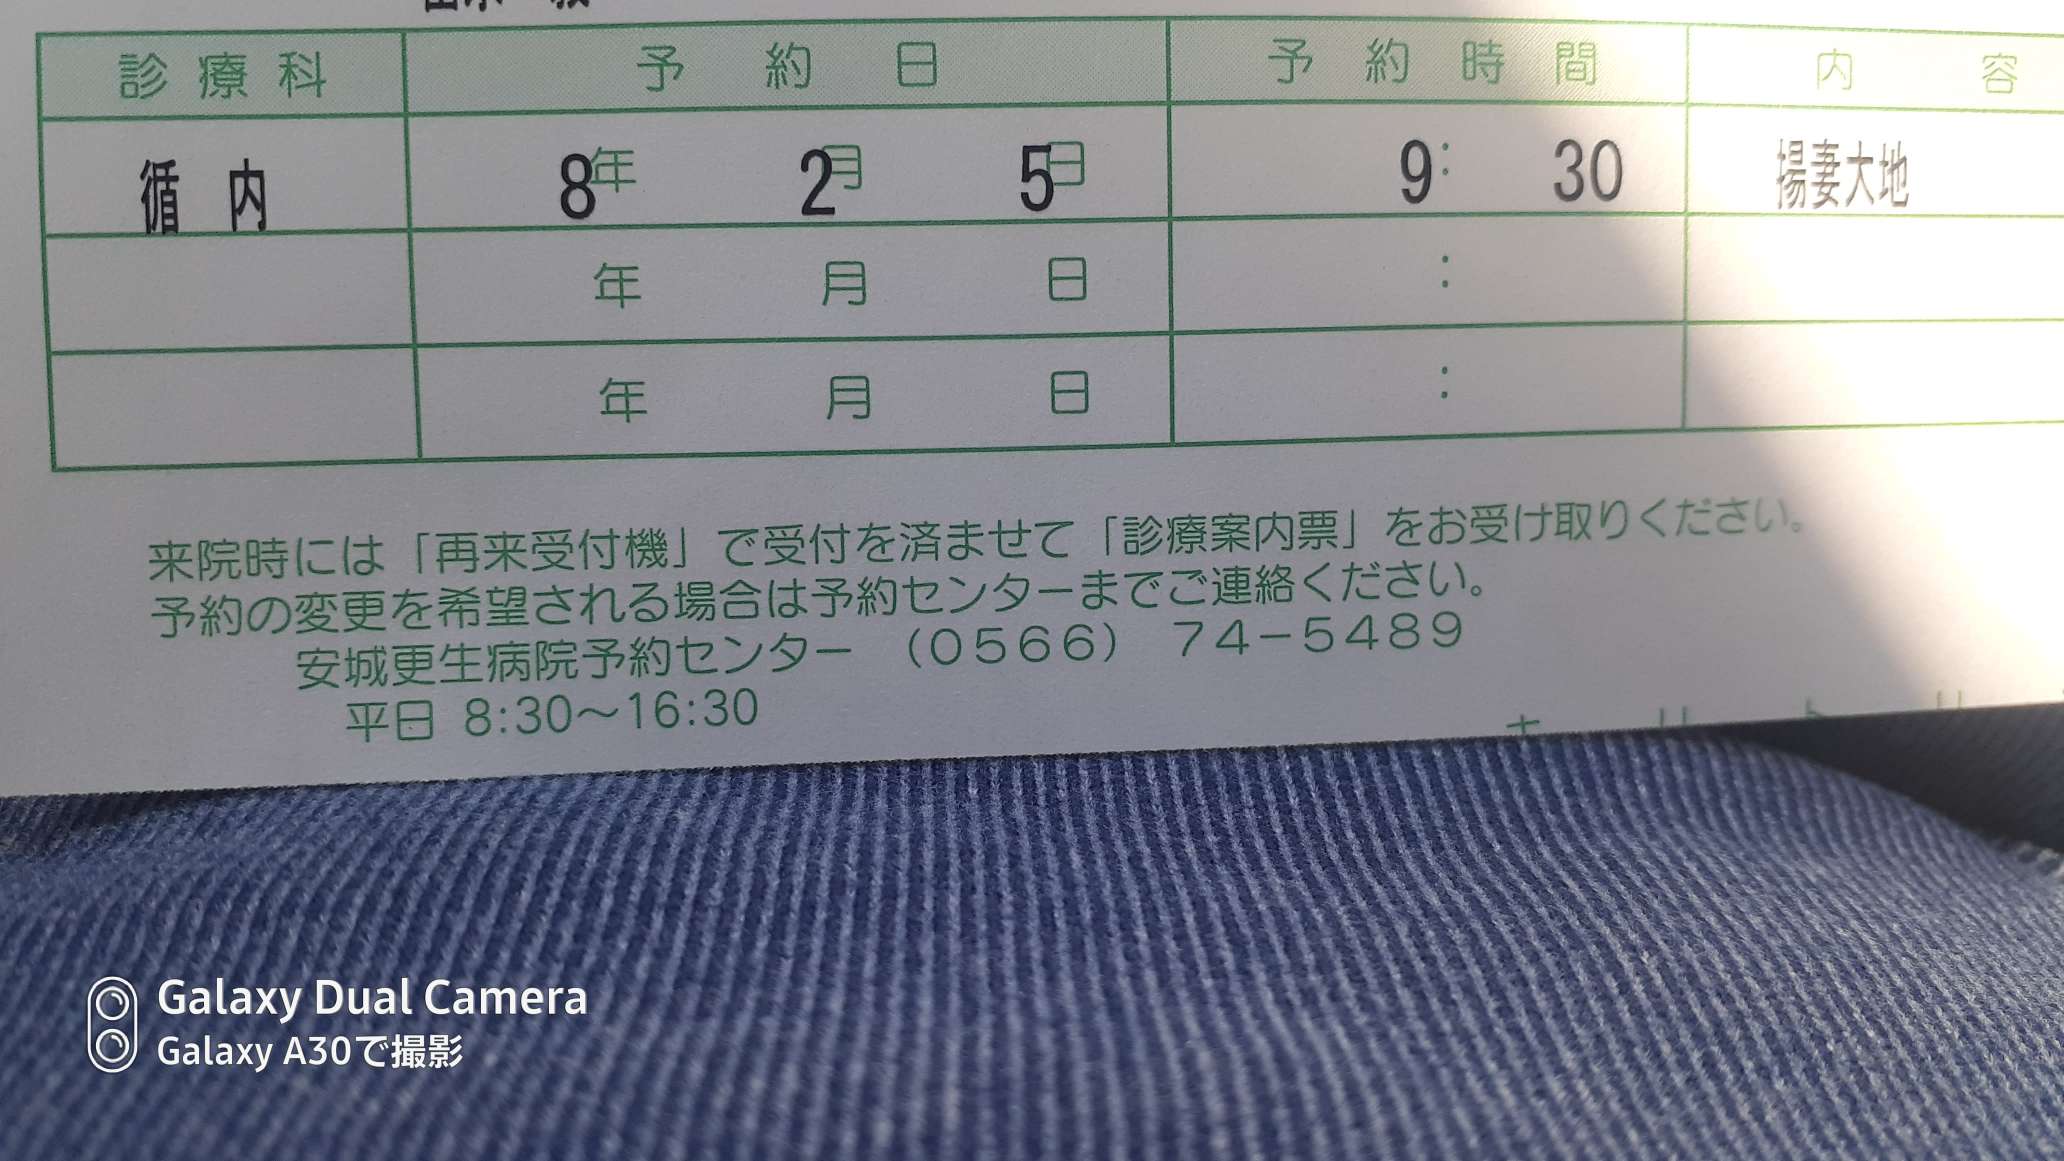 診療科 予約日 予約時間 内容
循内 8年 2月 5日 9:30 揚妻大地
年 月 日 :
年 月 日 :
来院時には「再来受付機」で受付を済ませて「診療案内票」をお受け取りください。
予約の変更を希望される場合は予約センターまでご連絡ください。
安城更生病院予約センター (0566) 74-5489
平日 8:30~16:30
Galaxy Dual Camera
Galaxy A30で撮影